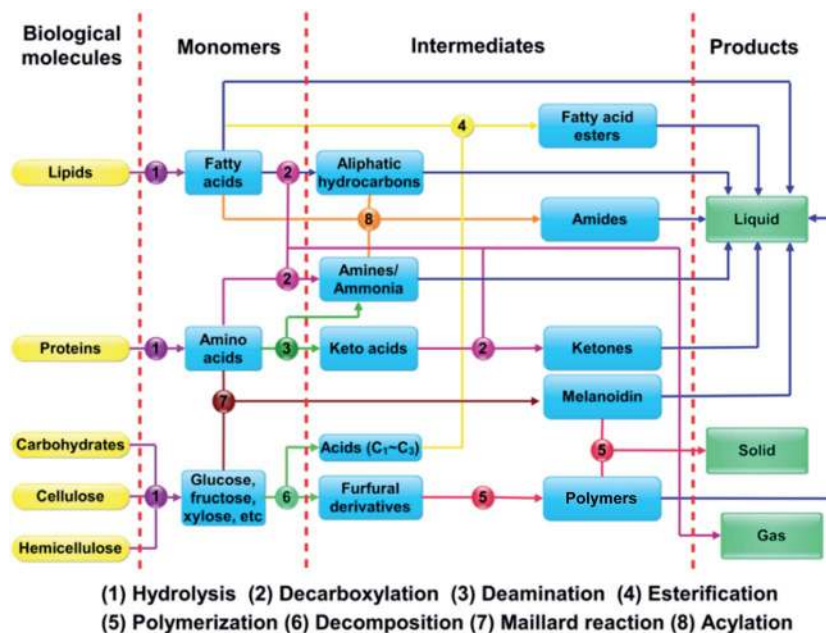 Biological
molecules
Monomers
Intermediates
Products
4
Fatty acid
esters
Lipids
1
Fatty
acids
2
Aliphatic
hydrocarbons
8
Amides
Liquid
2
Amines/
Ammonia
Proteins
1
Amino
acids
3
Keto acids
2
Ketones
7
Melanoidin
Carbohydrates
Acids (C₁~C₃)
5
Solid
Cellulose
1
Glucose,
fructose,
xylose, etc
6
Furfural
derivatives
5
Polymers
Hemicellulose
Gas
(1) Hydrolysis (2) Decarboxylation (3) Deamination (4) Esterification
(5) Polymerization (6) Decomposition (7) Maillard reaction (8) Acylation